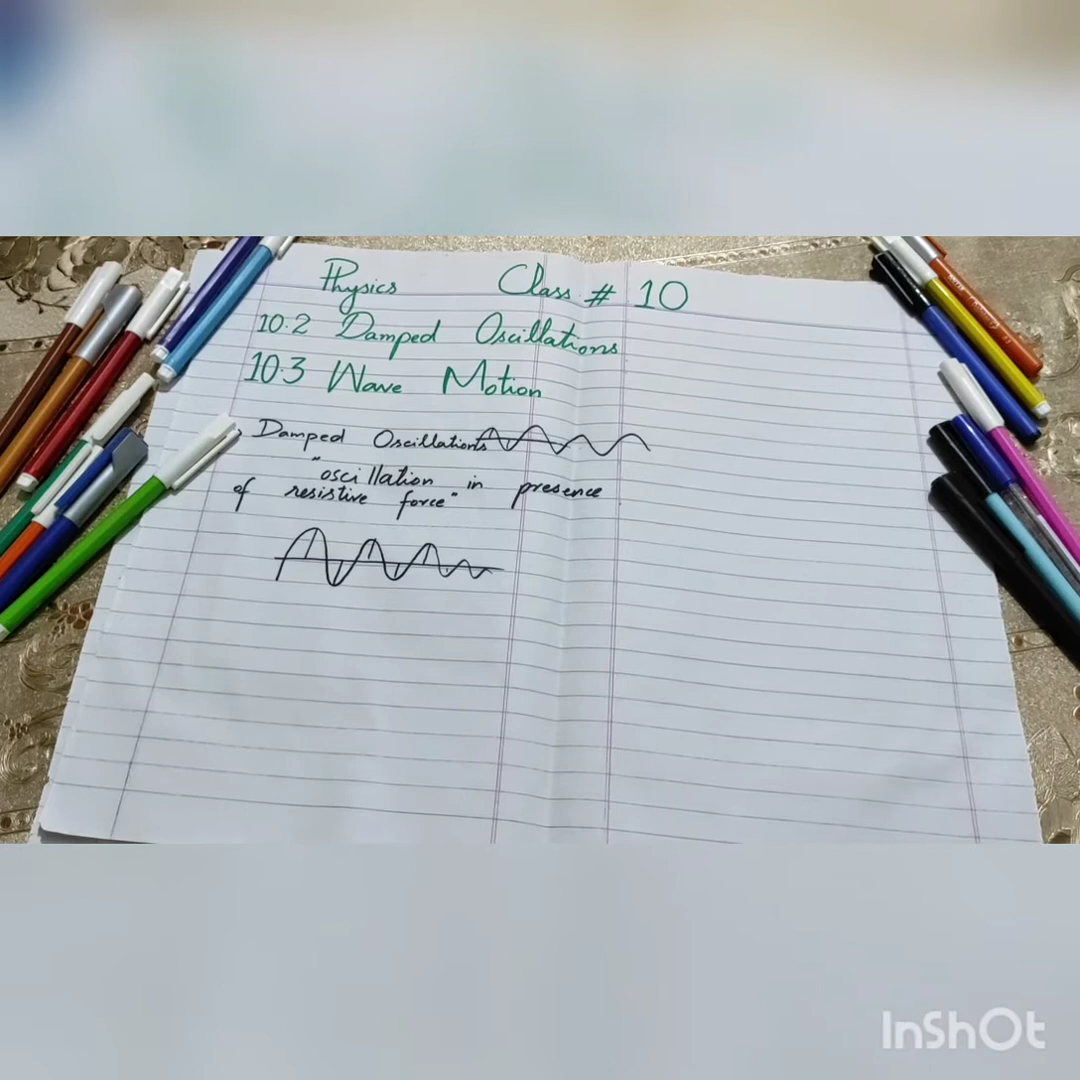 Physics Class # 10
10.2 Damped Oscillations
10.3 Wave Motion
Damped Oscillations
"oscillation in presence
of resistive force"
InShOt